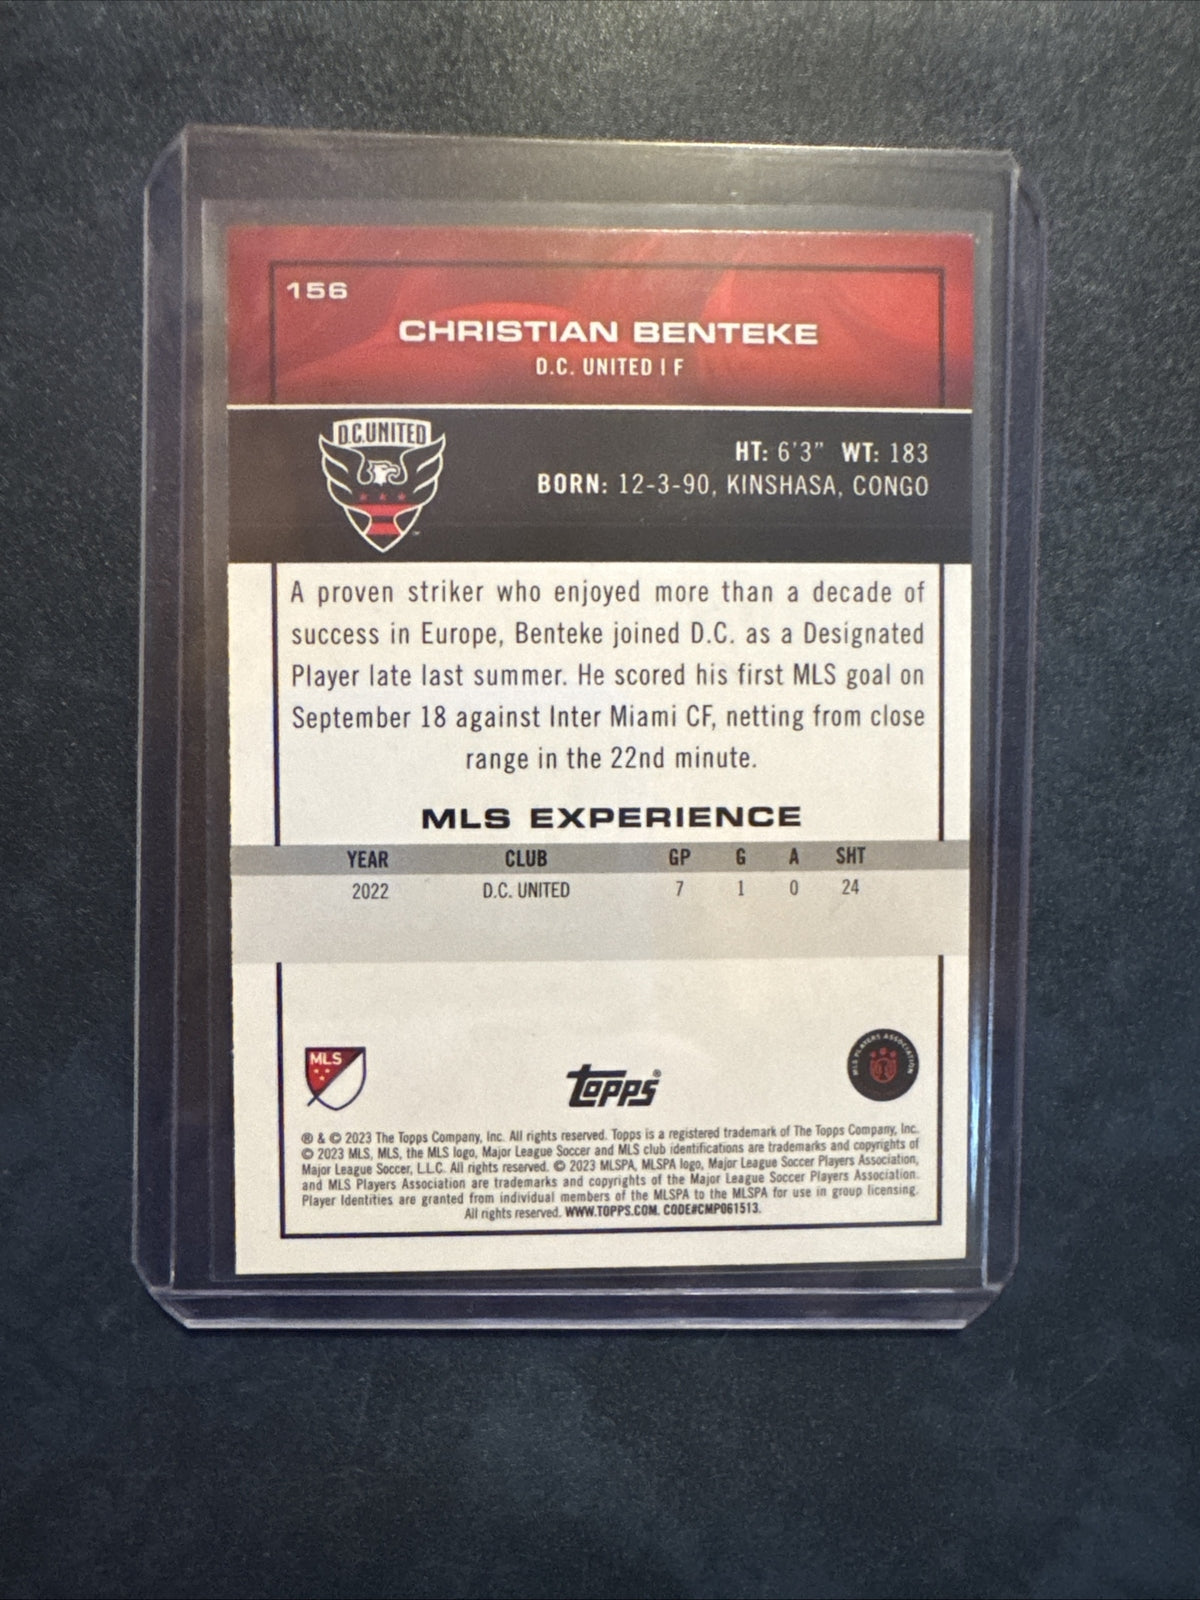 156
CHRISTIAN BENTEKE
D.C. UNITED | F
D.C.UNITED
HT: 6'3" WT: 183
BORN: 12-3-90, KINSHASA, CONGO
A proven striker who enjoyed more than a decade of
success in Europe, Benteke joined D.C. as a Designated
Player late last summer. He scored his first MLS goal on
September 18 against Inter Miami CF, netting from close
range in the 22nd minute.
MLS EXPERIENCE
YEAR CLUB GP G A SHT
2022 D.C. UNITED 7 1 0 24
MLS
topps®
MLS PLAYERS ASSOCIATION
® & © 2023 The Topps Company, Inc. All rights reserved. Topps is a registered trademark of The Topps Company, Inc.
© 2023 MLS, MLS, the MLS logo, Major League Soccer and MLS club identifications are trademarks and copyrights of
Major League Soccer, L.L.C. All rights reserved. © 2023 MLSPA, MLSPA logo, Major League Soccer Players Association,
and MLS Players Association are trademarks and copyrights of the Major League Soccer Players Association.
Player Identities are granted from individual members of the MLSPA to the MLSPA for use in group licensing.
All rights reserved. WWW.TOPPS.COM. CODE#CMP061513.